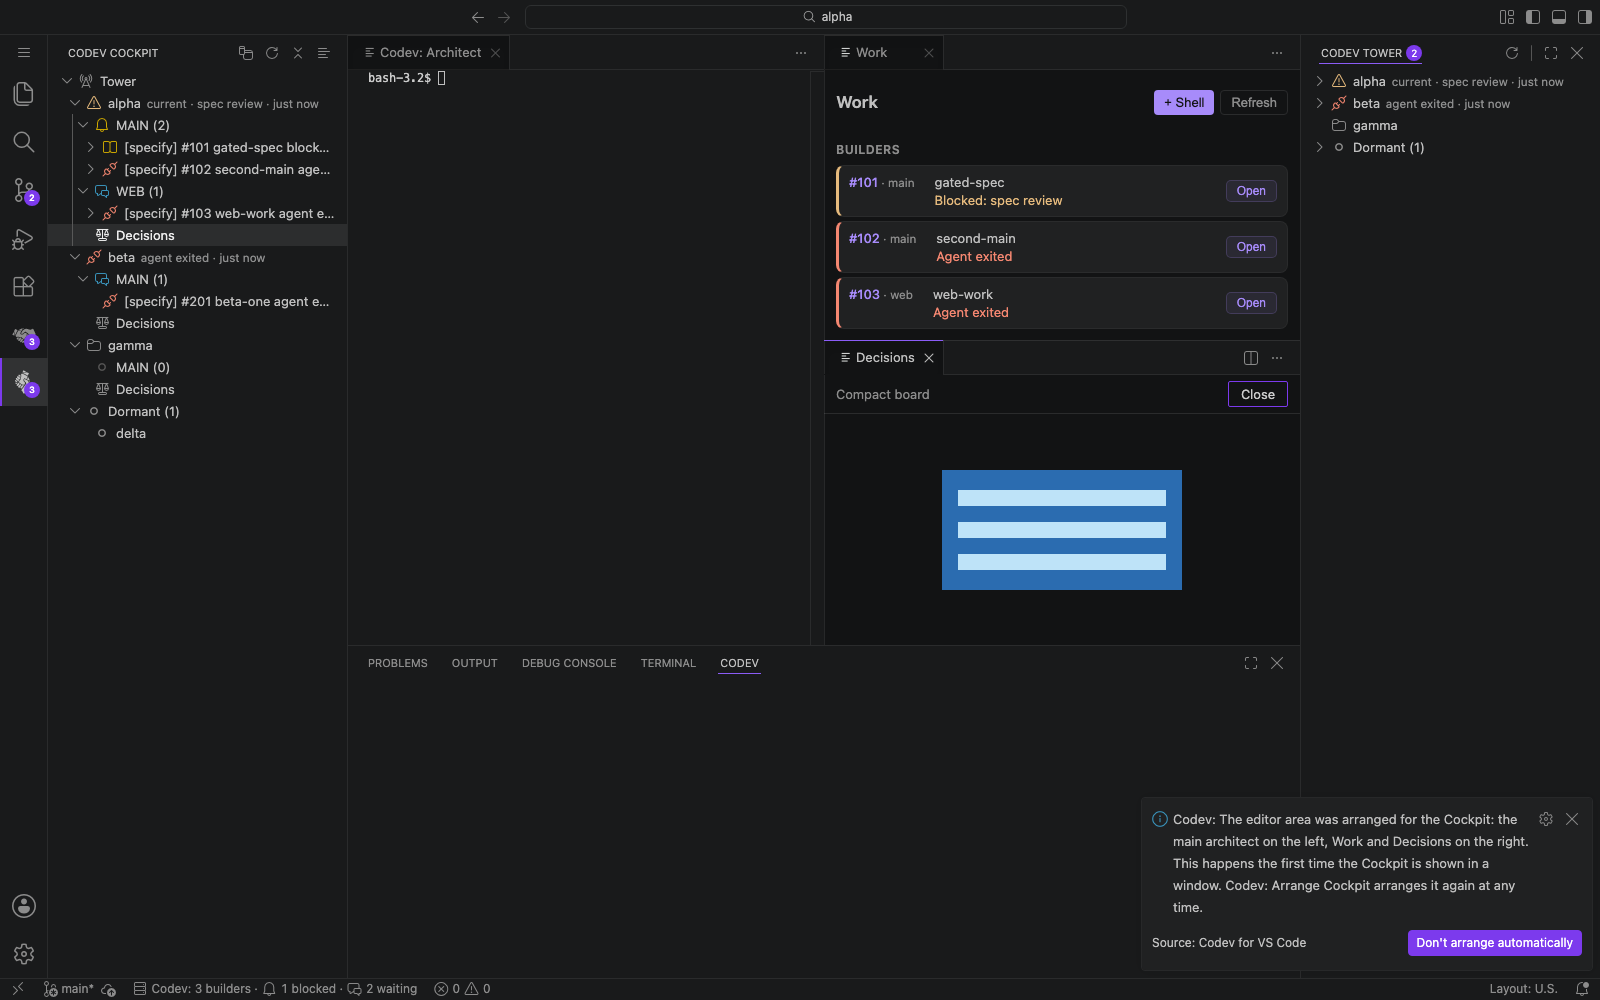 alpha
CODEV COCKPIT
Tower
alpha current · spec review · just now
MAIN (2)
[specify] #101 gated-spec block...
[specify] #102 second-main age...
WEB (1)
[specify] #103 web-work agent e...
Decisions
beta agent exited · just now
MAIN (1)
[specify] #201 beta-one agent e...
Decisions
gamma
MAIN (0)
Decisions
Dormant (1)
delta
2
3
3
Codev: Architect
bash-3.2$
Work
Work
+ Shell
Refresh
BUILDERS
#101 · main gated-spec
Blocked: spec review
Open
#102 · main second-main
Agent exited
Open
#103 · web web-work
Agent exited
Open
Decisions
Compact board
Close
CODEV TOWER 2
alpha current · spec review · just now
beta agent exited · just now
gamma
Dormant (1)
PROBLEMS OUTPUT DEBUG CONSOLE TERMINAL CODEV
Codev: The editor area was arranged for the Cockpit: the
main architect on the left, Work and Decisions on the right.
This happens the first time the Cockpit is shown in a
window. Codev: Arrange Cockpit arranges it again at any
time.
Source: Codev for VS Code
Don't arrange automatically
main* Codev: 3 builders · 1 blocked · 2 waiting 0 0
Layout: U.S.